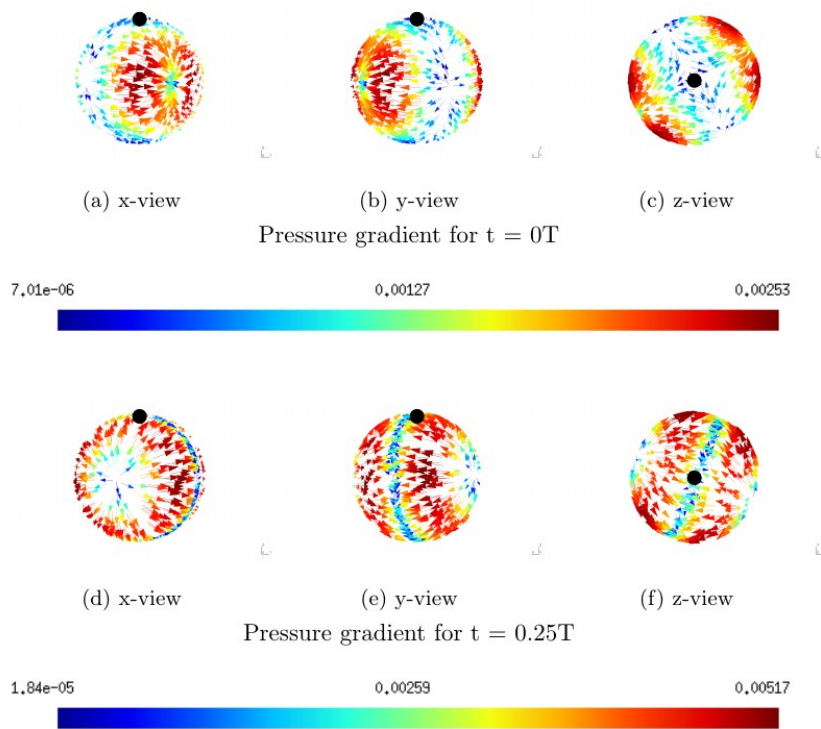 (a) x-view
(b) y-view
(c) z-view
Pressure gradient for t = 0T
7.01e-06 0.00127 0.00253
(d) x-view
(e) y-view
(f) z-view
Pressure gradient for t = 0.25T
1.84e-05 0.00259 0.00517